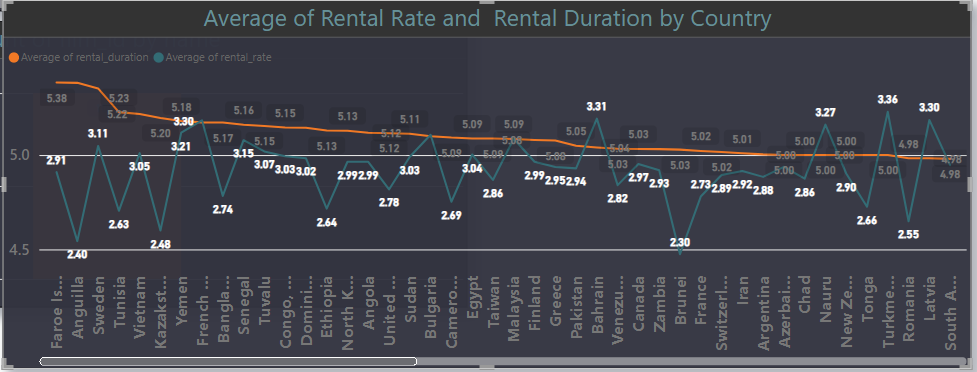 Average of Rental Rate and Rental Duration by Country
Average of rental_duration Average of rental_rate
5.38 5.23 5.22 5.20 5.18 5.17 5.16 5.15 5.15 5.13 5.13 5.12 5.12 5.11 5.09 5.09 5.09 5.09 5.08 5.08 5.05 5.04 5.03 5.03 5.03 5.02 5.02 5.01 5.00 5.00 5.00 5.00 5.00 5.00 4.98 4.98 4.98
2.91 2.40 3.11 2.63 3.05 2.48 3.21 3.30 2.74 3.15 3.07 3.03 3.02 2.64 2.99 2.99 2.78 3.03 2.69 3.04 2.86 2.99 2.95 2.94 3.31 2.82 2.97 2.93 2.30 2.73 2.89 2.92 2.88 2.86 3.27 2.90 2.66 3.36 2.55 3.30
5.0
4.5
Faroe Is...
Anguilla
Sweden
Tunisia
Vietnam
Kazakst...
Yemen
French ...
Bangla...
Senegal
Tuvalu
Congo, ...
Domini...
Ethiopia
North K...
Angola
United ...
Sudan
Bulgaria
Camero...
Egypt
Taiwan
Malaysia
Finland
Greece
Pakistan
Bahrain
Venezu...
Canada
Zambia
Brunei
France
Switzerl...
Iran
Argentina
Azerbai...
Chad
Nauru
New Ze...
Tonga
Turkme...
Romania
Latvia
South A...